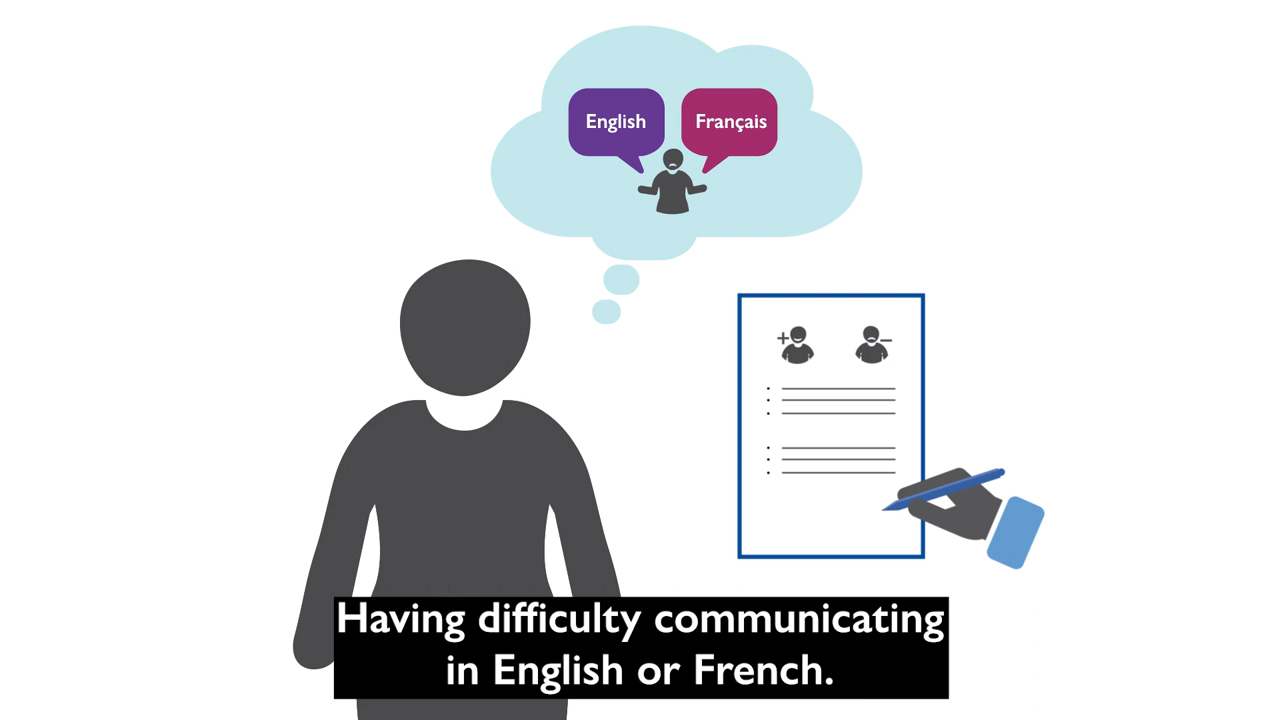 English
Français
Having difficulty communicating
in English or French.